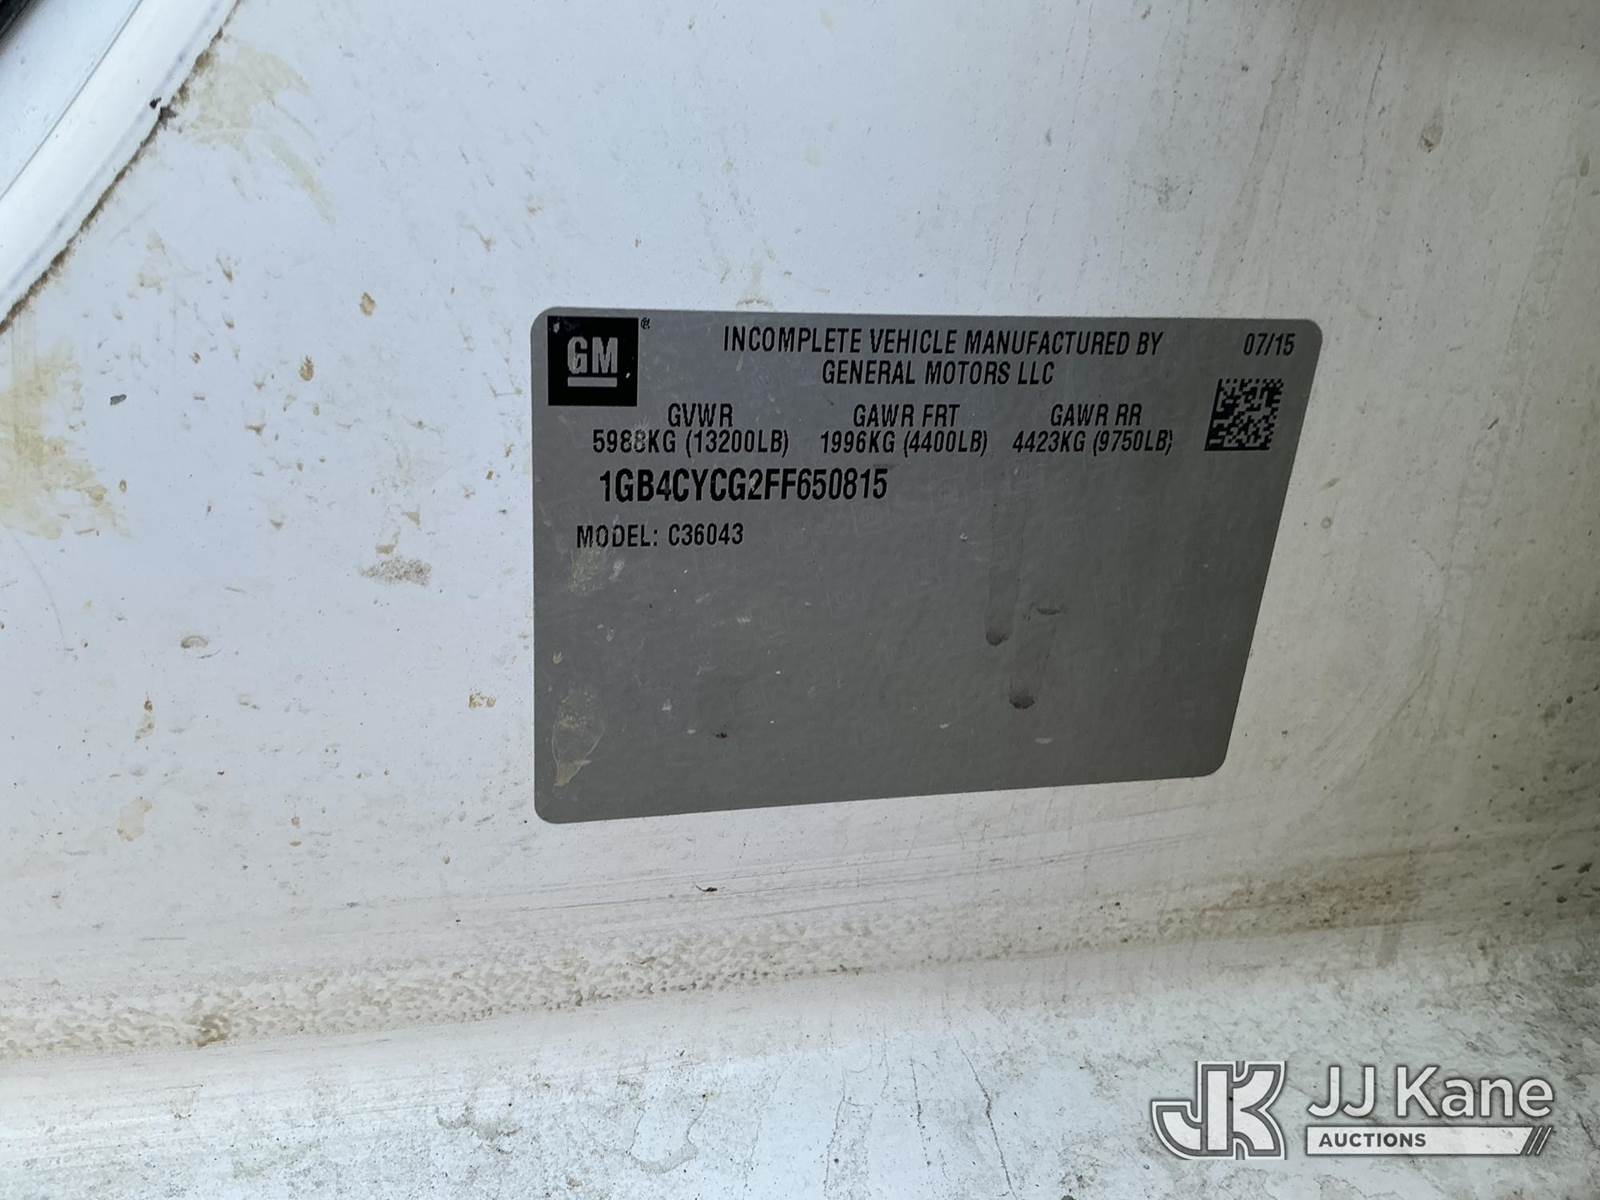 GM®
INCOMPLETE VEHICLE MANUFACTURED BY 07/15
GENERAL MOTORS LLC
GVWR GAWR FRT GAWR RR
5988KG (13200LB) 1996KG (4400LB) 4423KG (9750LB)
1GB4CYCG2FF650815
MODEL: C36043
JK JJ Kane
AUCTIONS